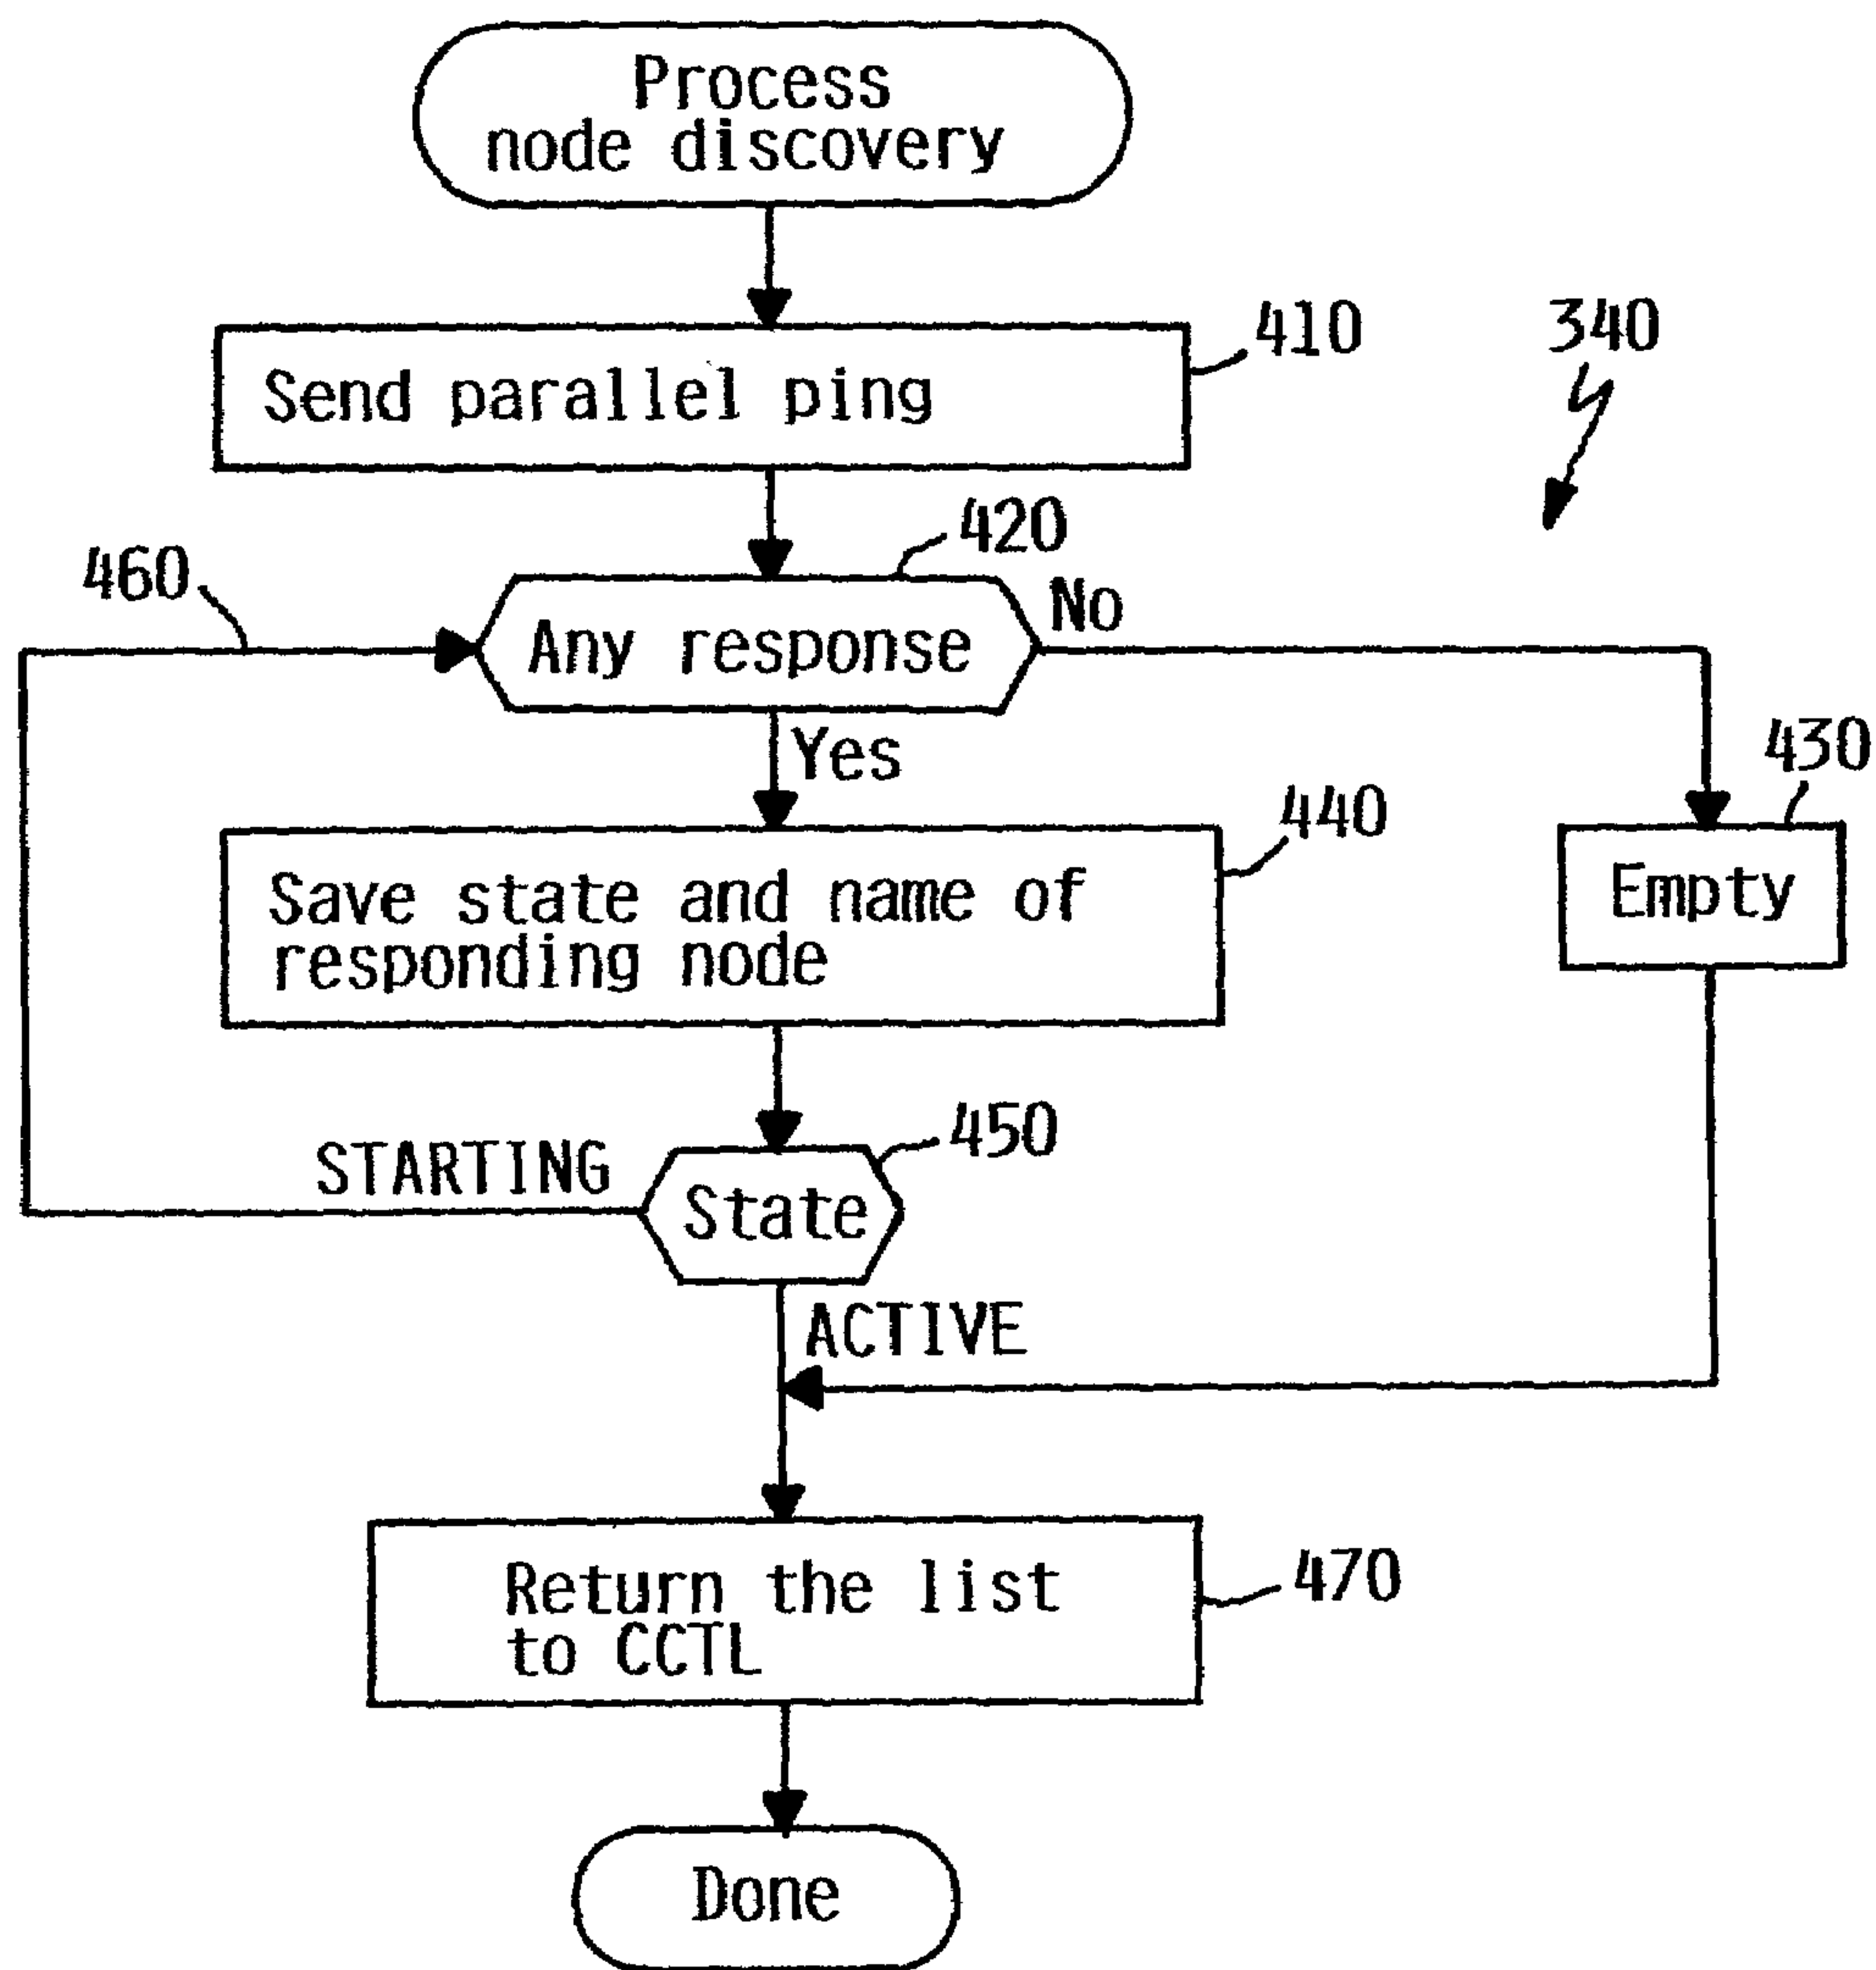 Process
node discovery
410
340
Send parallel ping
420
460
No
Any response
Yes
430
440
Empty
Save state and name of
responding node
450
STARTING
State
ACTIVE
Return the list
to CCTL
470
Done